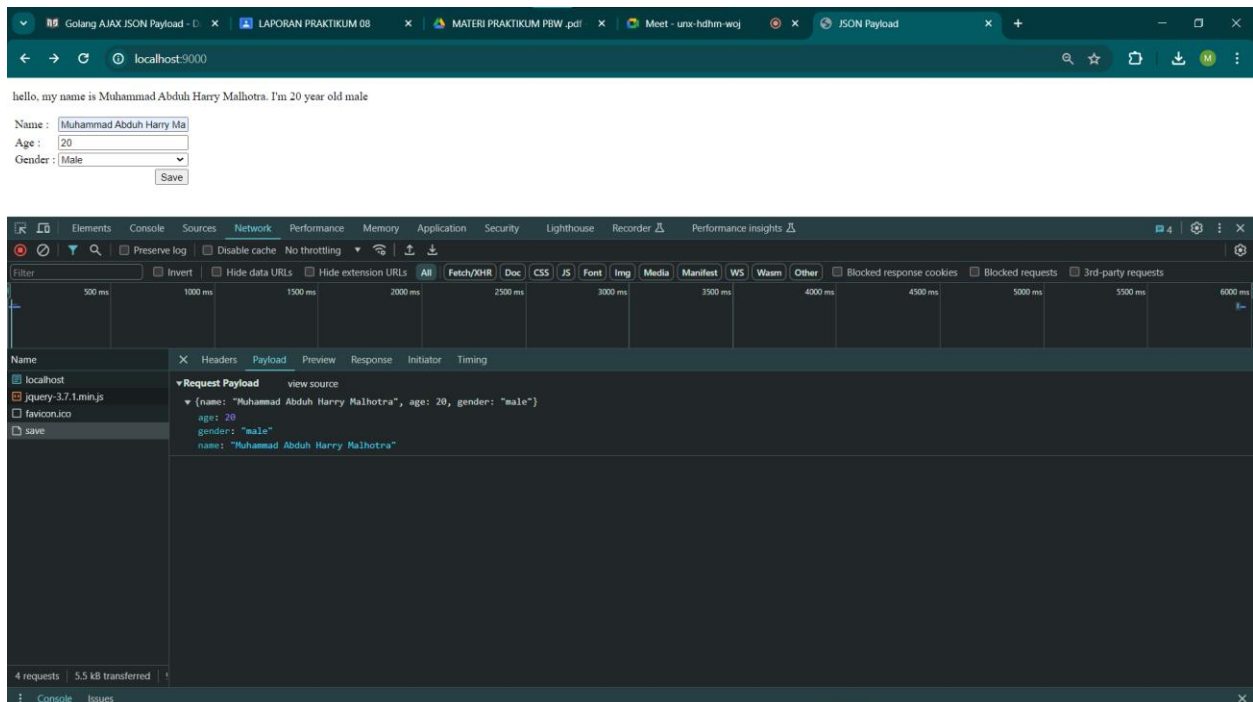 Golang AJAX JSON Payload - D
LAPORAN PRAKTIKUM 08
MATERI PRAKTIKUM PBW .pdf
Meet - unx-hdhm-woj
JSON Payload
localhost:9000
M
hello, my name is Muhammad Abduh Harry Malhotra. I'm 20 year old male
Name : Muhammad Abduh Harry Ma
Age : 20
Gender : Male
Save
Elements Console Sources Network Performance Memory Application Security Lighthouse Recorder Performance insights 4
Preserve log Disable cache No throttling
Filter Invert Hide data URLs Hide extension URLs All Fetch/XHR Doc CSS JS Font Img Media Manifest WS Wasm Other Blocked response cookies Blocked requests 3rd-party requests
500 ms 1000 ms 1500 ms 2000 ms 2500 ms 3000 ms 3500 ms 4000 ms 4500 ms 5000 ms 5500 ms 6000 ms
Name Headers Payload Preview Response Initiator Timing
localhost
jquery-3.7.1.min.js
favicon.ico
save
Request Payload view source
{name: "Muhammad Abduh Harry Malhotra", age: 20, gender: "male"}
age: 20
gender: "male"
name: "Muhammad Abduh Harry Malhotra"
4 requests 5.5 kB transferred
Console Issues